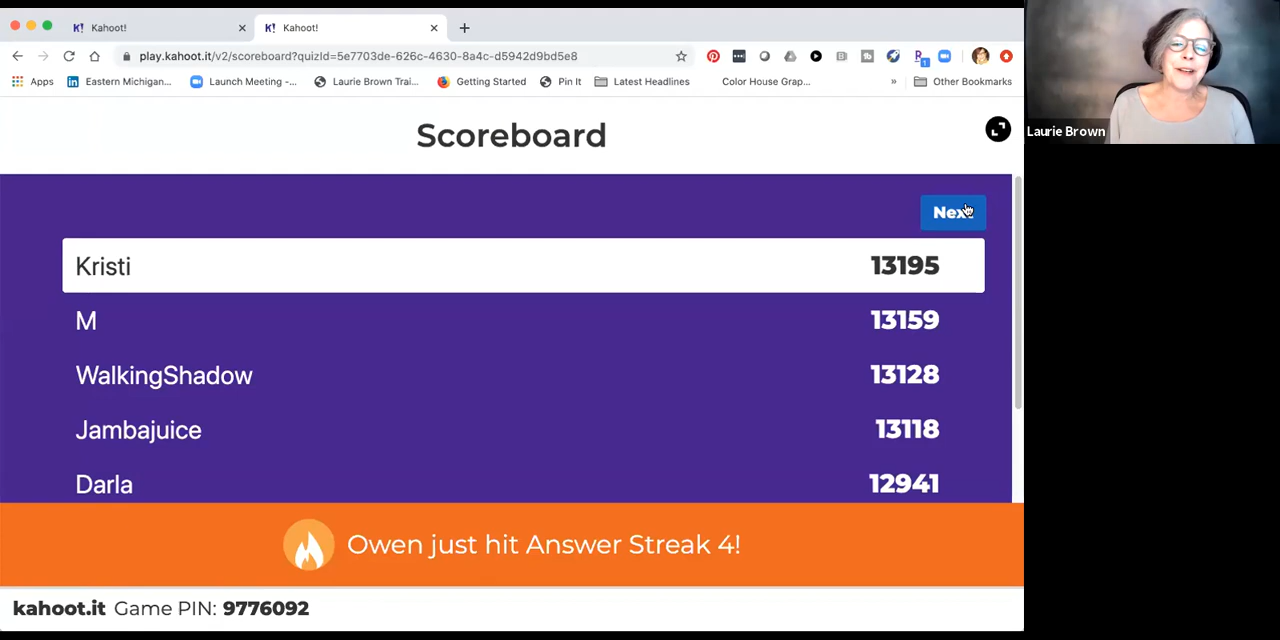 K! Kahoot!
K! Kahoot!
play.kahoot.it/v2/scoreboard?quizId=5e7703de-626c-4630-8a4c-d5942d9bd5e8
Apps
Eastern Michigan...
Launch Meeting -...
Laurie Brown Trai...
Getting Started
Pin It
Latest Headlines
Color House Grap...
»
Other Bookmarks
Laurie Brown
Scoreboard
Next
Kristi 13195
M 13159
WalkingShadow 13128
Jambajuice 13118
Darla 12941
Owen just hit Answer Streak 4!
kahoot.it Game PIN: 9776092